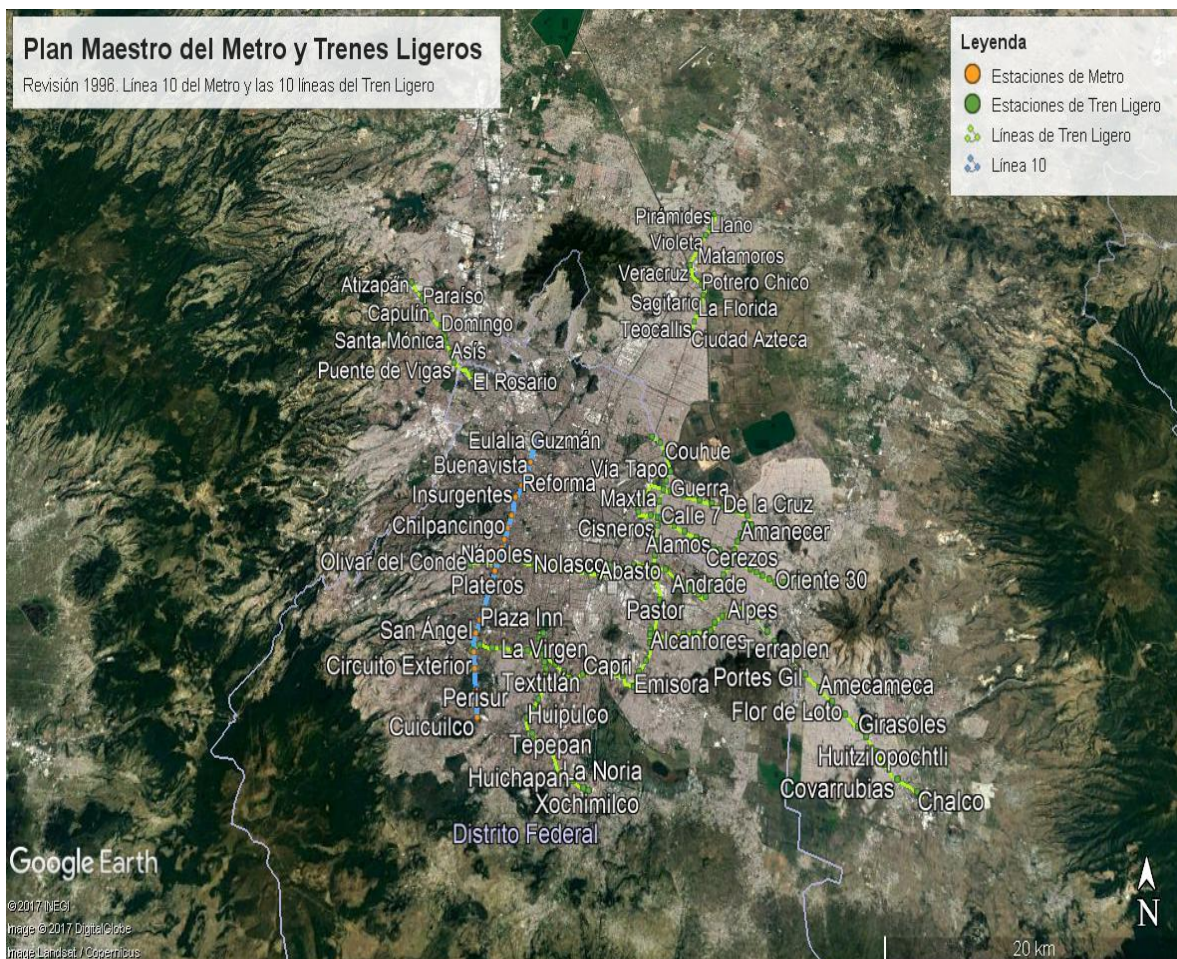 Plan Maestro del Metro y Trenes Ligeros
Revisión 1996. Línea 10 del Metro y las 10 líneas del Tren Ligero
Leyenda
Estaciones de Metro
Estaciones de Tren Ligero
Líneas de Tren Ligero
Línea 10
Pirámides
Llano
Violeta
Matamoros
Veracruz
Potrero Chico
Sagitario
La Florida
Teocallis
Ciudad Azteca
Atizapán
Paraíso
Capulín
Domingo
Santa Mónica
Asís
Puente de Vigas
El Rosario
Eulalia Guzmán
Couhue
Buenavista
Vía Tapo
Reforma
Guerra
Insurgentes
Maxtla
De la Cruz
Chilpancingo
Cisneros
Calle 7
Amanecer
Álamos
Nápoles
Cerezos
Olivar del Conde
Nolasco
Abasto
Oriente 30
Plateros
Andrade
Pastor
Alpes
Plaza Inn
San Ángel
Alcanfores
Terraplen
La Virgen
Circuito Exterior
Capri
Portes Gil
Textitlán
Emisora
Amecameca
Perisur
Flor de Loto
Cuicuilco
Huipulco
Girasoles
Tepepan
Huitzilopochtli
La Noria
Huichapan
Covarrubias
Chalco
Xochimilco
Distrito Federal
Google Earth
©2017 INEGI
Image ©2017 DigitalGlobe
Image Landsat / Copernicus
N
20 km